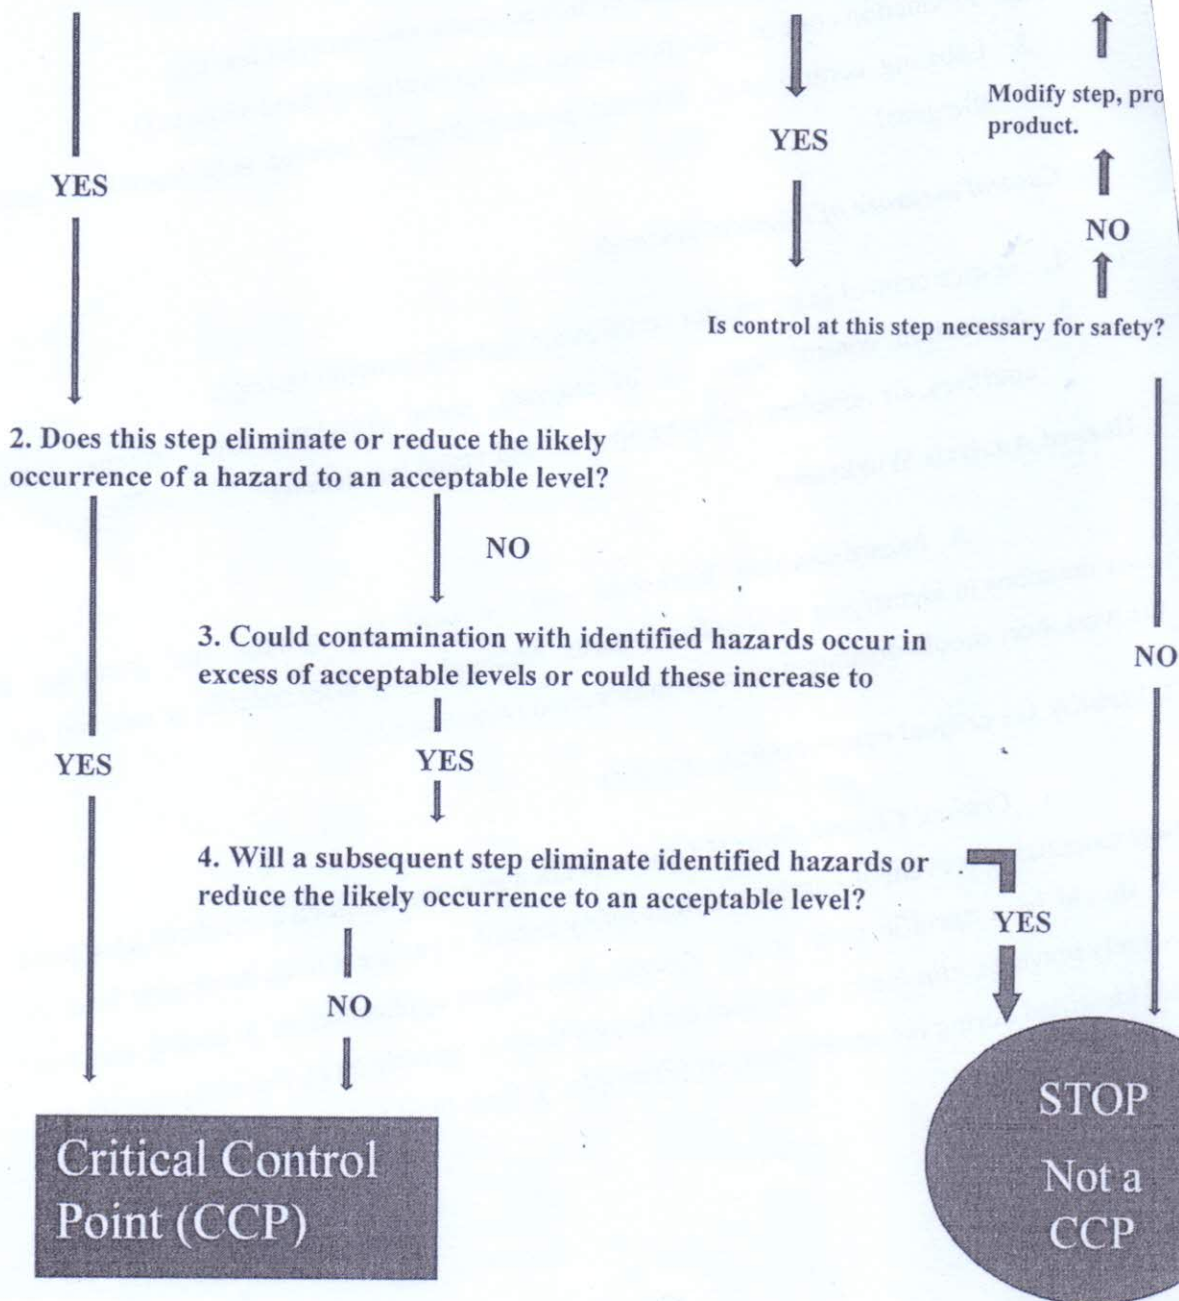 YES
YES
Modify step, pro
product.
NO
Is control at this step necessary for safety?
2. Does this step eliminate or reduce the likely
occurrence of a hazard to an acceptable level?
NO
3. Could contamination with identified hazards occur in
excess of acceptable levels or could these increase to
NO
YES
YES
4. Will a subsequent step eliminate identified hazards or
reduce the likely occurrence to an acceptable level?
YES
NO
Critical Control
Point (CCP)
STOP
Not a
CCP